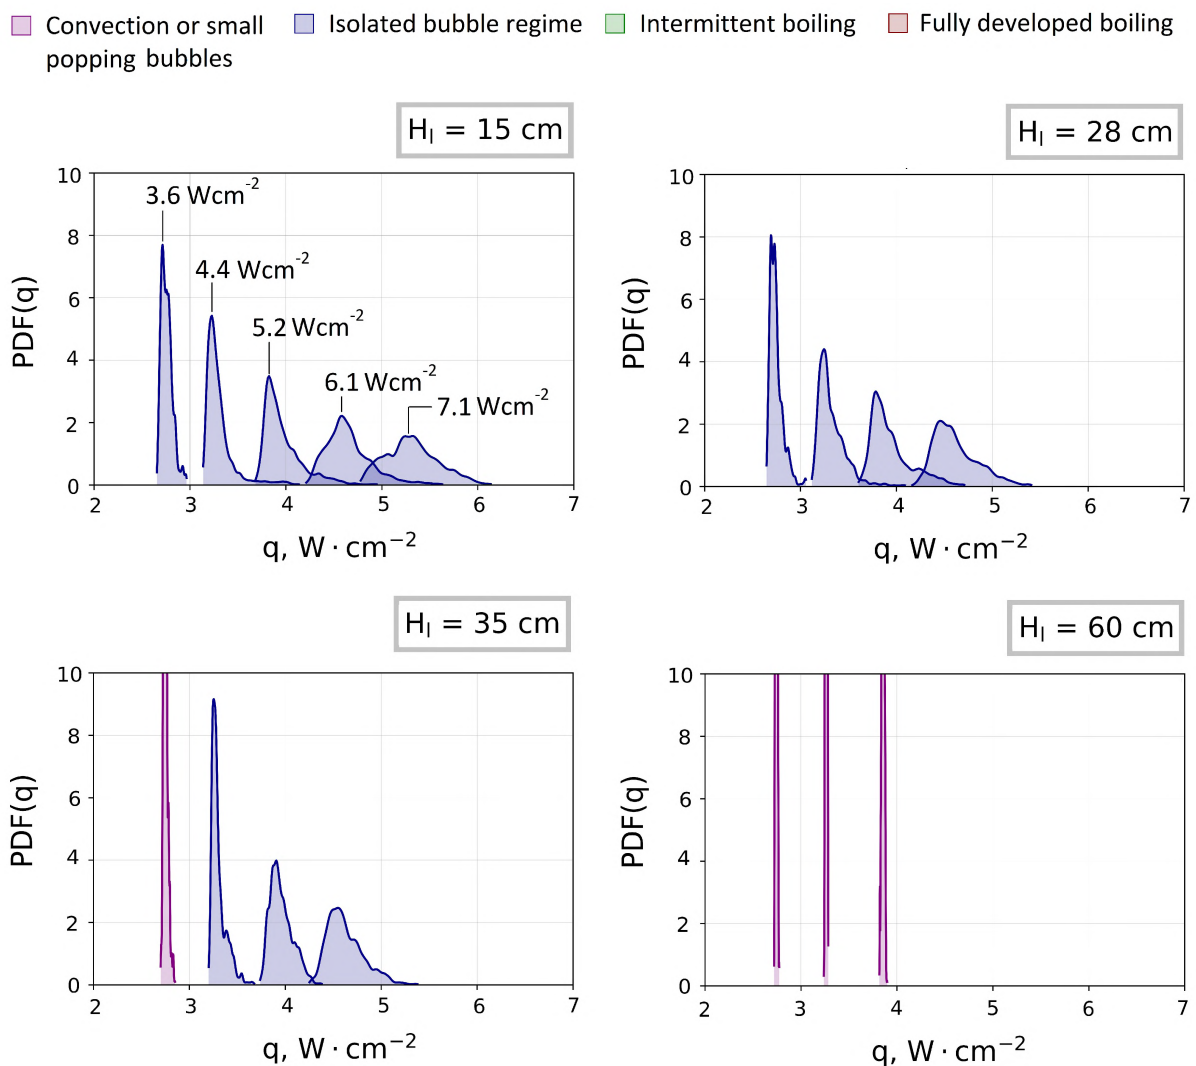 Convection or small popping bubbles
Isolated bubble regime
Intermittent boiling
Fully developed boiling
Hₗ = 15 cm
10
8
6
4
2
0
PDF(q)
3.6 Wcm⁻²
4.4 Wcm⁻²
5.2 Wcm⁻²
6.1 Wcm⁻²
7.1 Wcm⁻²
2 3 4 5 6 7
q, W · cm⁻²
Hₗ = 28 cm
10
8
6
4
2
0
PDF(q)
2 3 4 5 6 7
q, W · cm⁻²
Hₗ = 35 cm
10
8
6
4
2
0
PDF(q)
2 3 4 5 6 7
q, W · cm⁻²
Hₗ = 60 cm
10
8
6
4
2
0
PDF(q)
2 3 4 5 6 7
q, W · cm⁻²